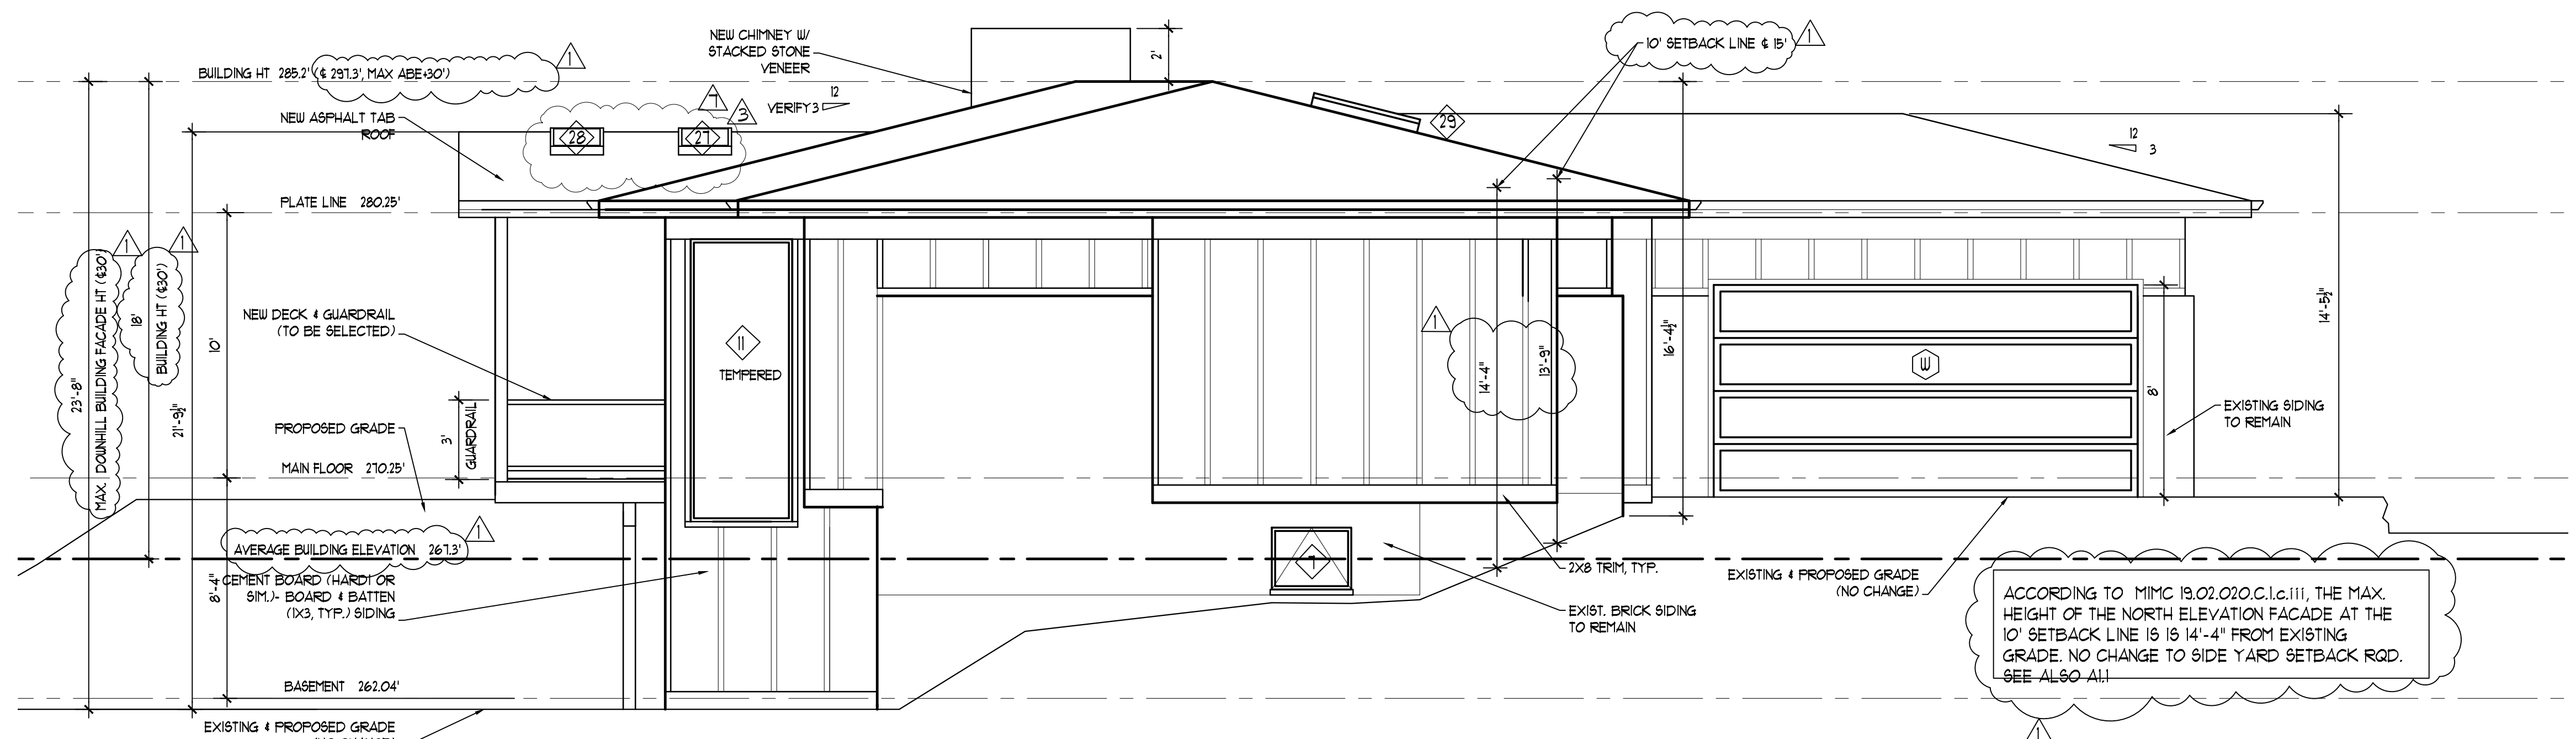 NEW CHIMNEY W/
STACKED STONE
VENEER
2'
10' SETBACK LINE ¢ 15'
1
BUILDING HT 285.2' (¢ 297.3', MAX ABE+30')
1
12
VERIFY 3
7
3
NEW ASPHALT TAB
ROOF
28
27
29
12
3
PLATE LINE 280.25'
1
1
MAX. DOWNHILL BUILDING FACADE HT (¢30')
23'-8"
BUILDING HT (¢30')
18'
21'-9½"
10'
NEW DECK & GUARDRAIL
(TO BE SELECTED)
11
TEMPERED
1
14'-4"
13'-9"
16'-4½"
14'-5½"
W
8'
3'
GUARDRAIL
PROPOSED GRADE
EXISTING SIDING
TO REMAIN
MAIN FLOOR 270.25'
AVERAGE BUILDING ELEVATION 267.3'
1
8'-4"
CEMENT BOARD (HARDI OR
SIM.)- BOARD & BATTEN
(1X3, TYP.) SIDING
2X8 TRIM, TYP.
EXIST. BRICK SIDING
TO REMAIN
EXISTING & PROPOSED GRADE
(NO CHANGE)
ACCORDING TO MIMC 19.02.020.C.1.c.iii, THE MAX.
HEIGHT OF THE NORTH ELEVATION FACADE AT THE
10' SETBACK LINE IS IS 14'-4" FROM EXISTING
GRADE. NO CHANGE TO SIDE YARD SETBACK RQD.
SEE ALSO A1.1
1
BASEMENT 262.04'
EXISTING & PROPOSED GRADE